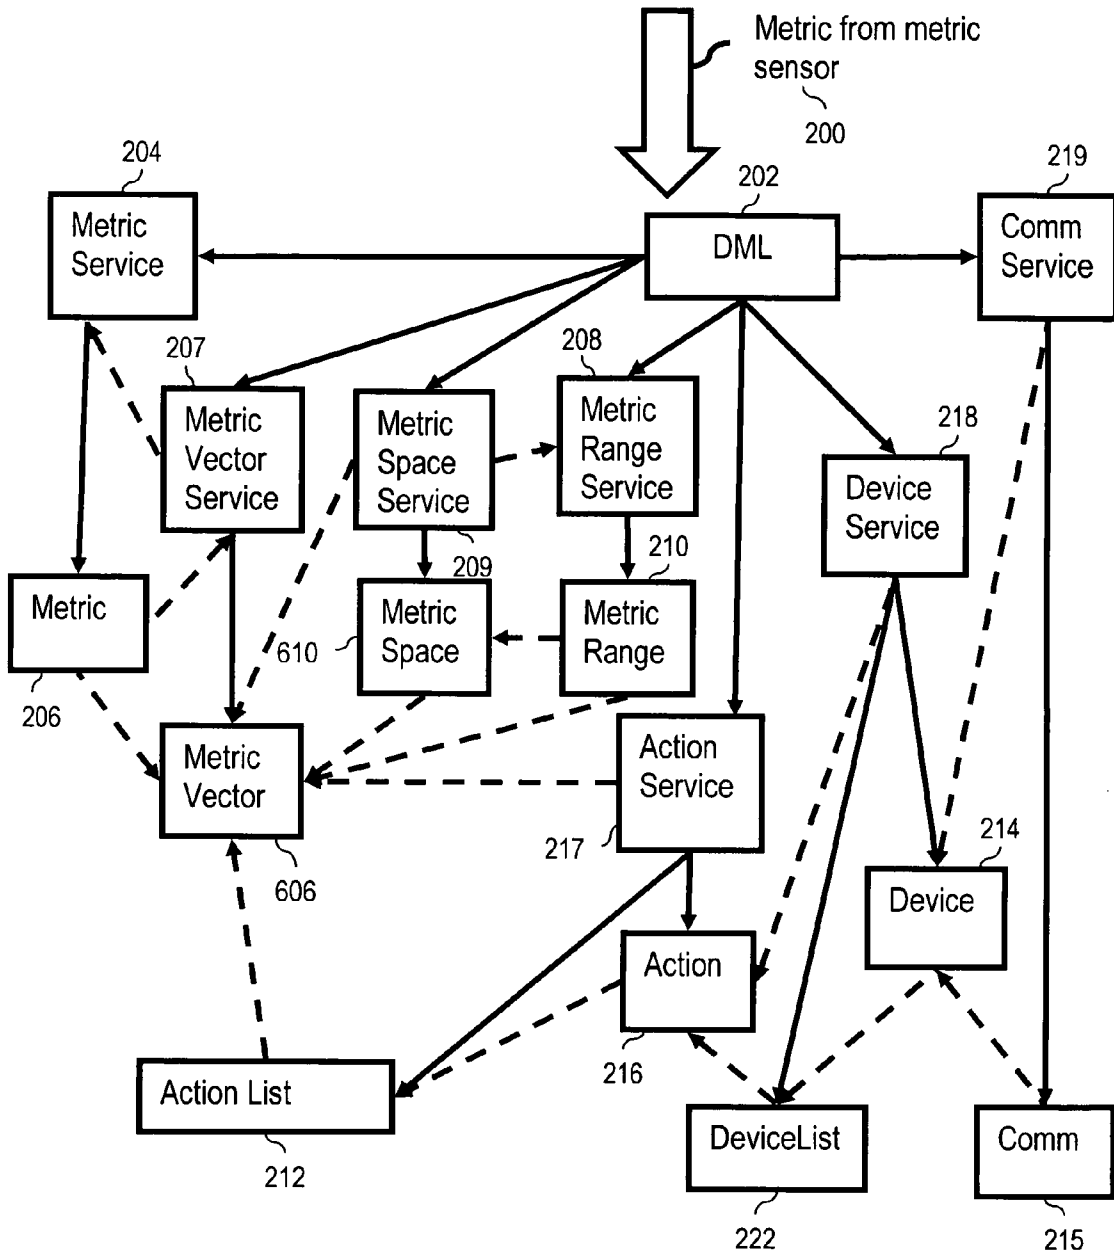 Metric from metric
sensor
200
204
202
219
Metric
Service
DML
Comm
Service
207
208
218
Metric
Vector
Service
Metric
Space
Service
Metric
Range
Service
Device
Service
209
210
Metric
Metric
Space
Metric
Range
610
206
Metric
Vector
Action
Service
217
214
606
Device
Action
216
Action List
DeviceList
Comm
212
222
215